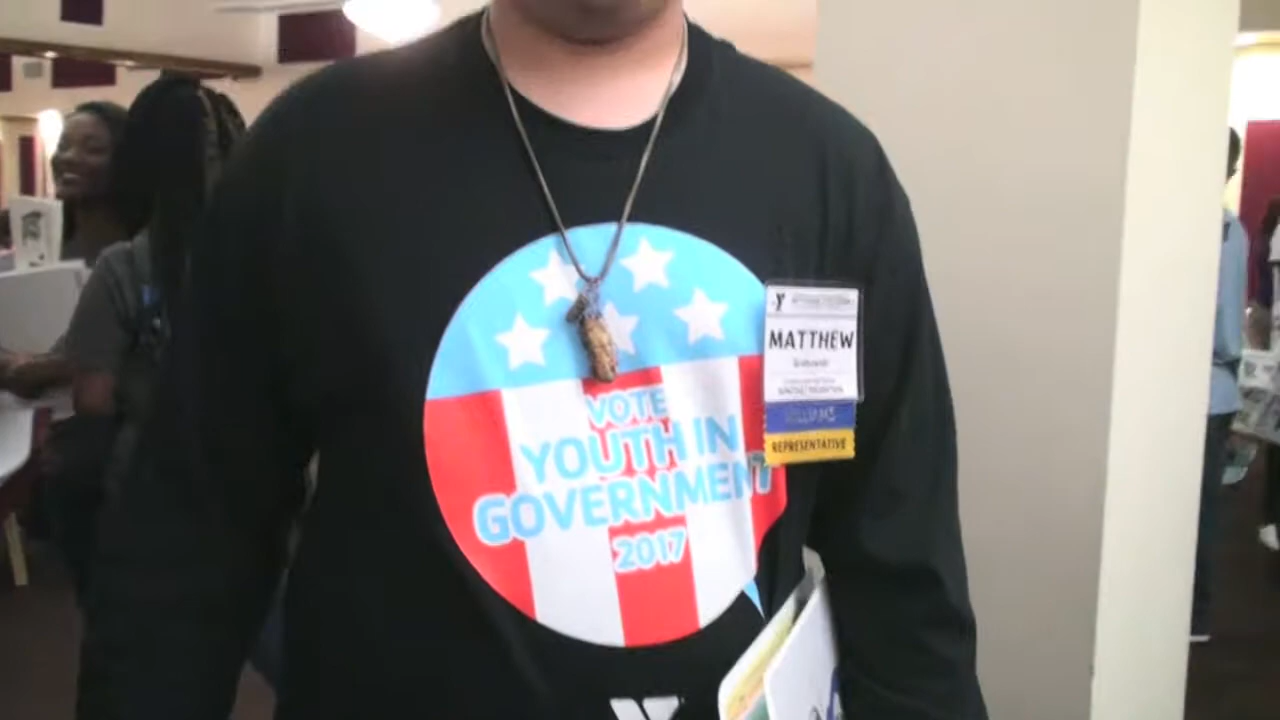 VOTE
YOUTH IN
GOVERNMENT
2017
MATTHEW
REPRESENTATIVE